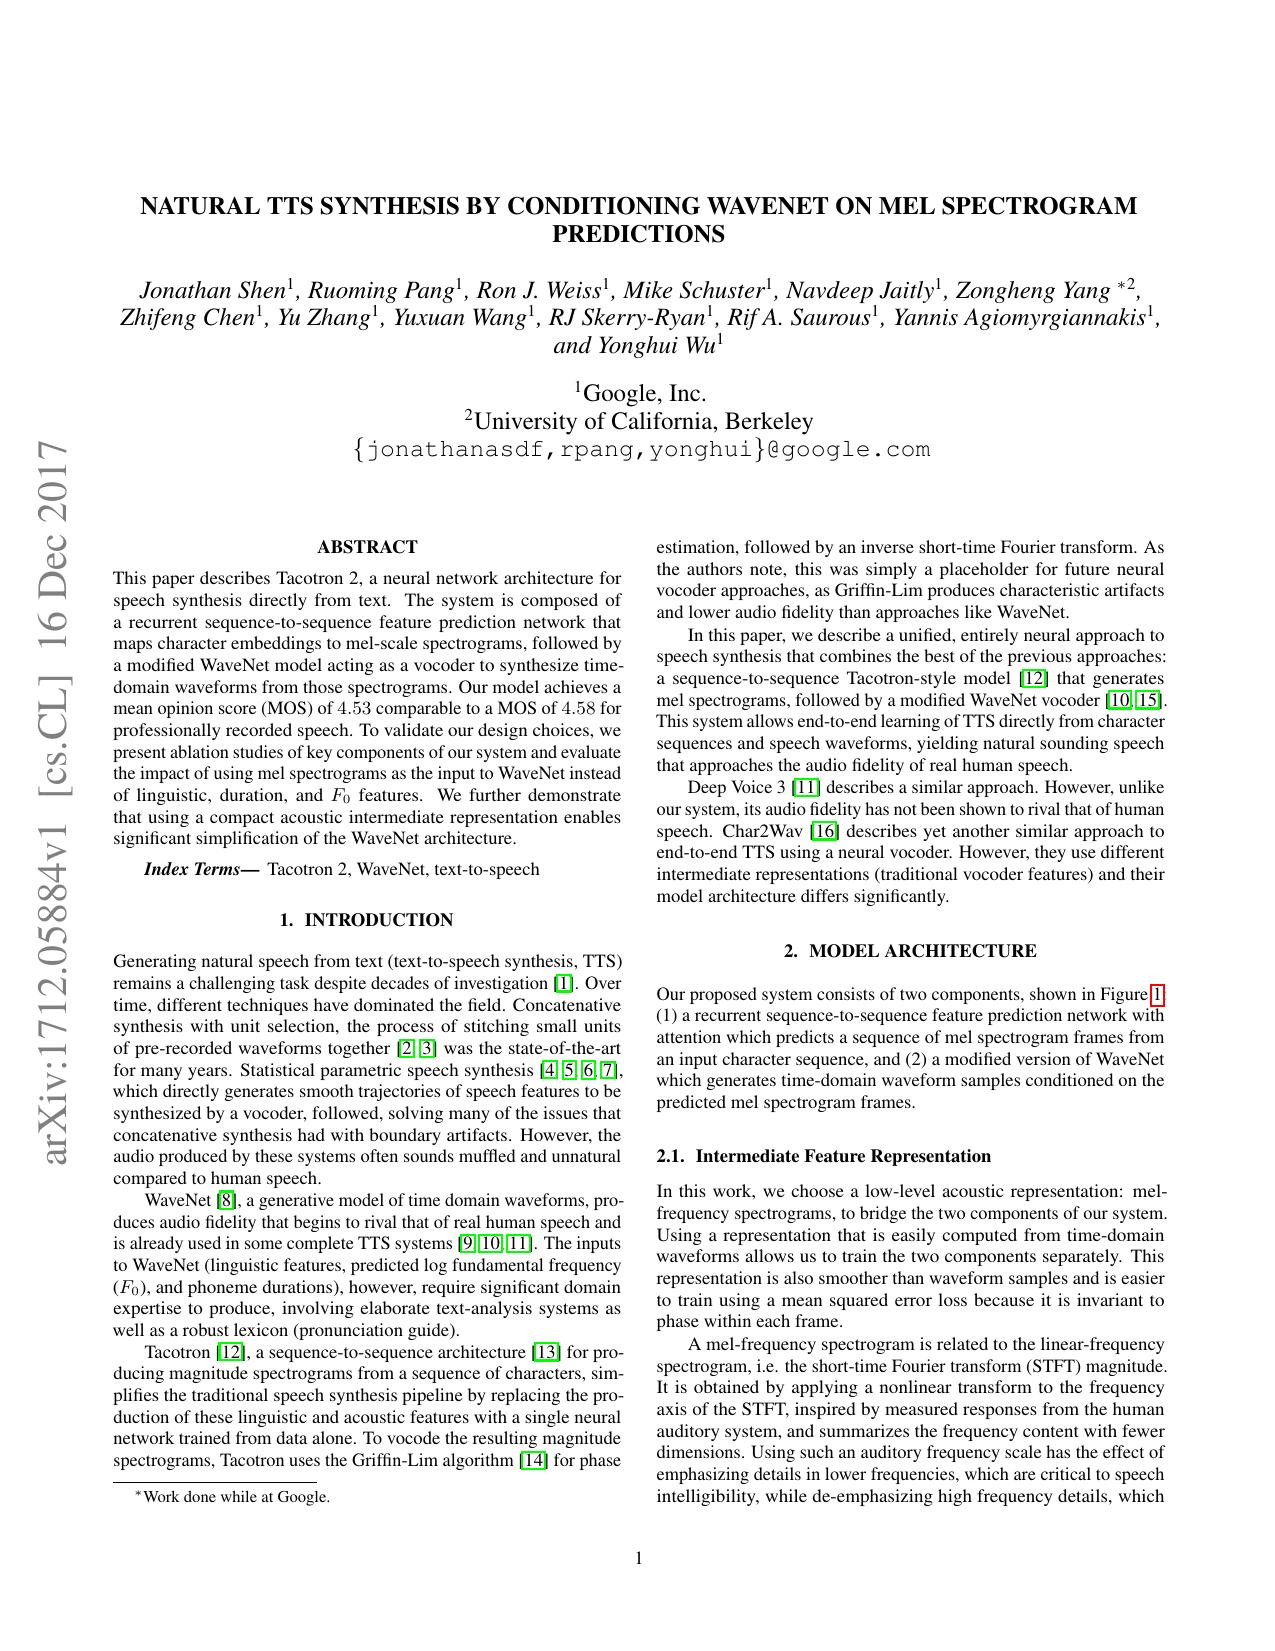 NATURAL TTS SYNTHESIS BY CONDITIONING WAVENET ON MEL SPECTROGRAM
PREDICTIONS
Jonathan Shen¹, Ruoming Pang¹, Ron J. Weiss¹, Mike Schuster¹, Navdeep Jaitly¹, Zongheng Yang *², 
Zhifeng Chen¹, Yu Zhang¹, Yuxuan Wang¹, RJ Skerry-Ryan¹, Rif A. Saurous¹, Yannis Agiomyrgiannakis¹,
and Yonghui Wu¹
¹Google, Inc.
²University of California, Berkeley
{jonathanasdf,rpang,yonghui}@google.com
arXiv:1712.05884v1 [cs.CL] 16 Dec 2017
ABSTRACT
This paper describes Tacotron 2, a neural network architecture for
speech synthesis directly from text. The system is composed of
a recurrent sequence-to-sequence feature prediction network that
maps character embeddings to mel-scale spectrograms, followed by
a modified WaveNet model acting as a vocoder to synthesize time-
domain waveforms from those spectrograms. Our model achieves a
mean opinion score (MOS) of 4.53 comparable to a MOS of 4.58 for
professionally recorded speech. To validate our design choices, we
present ablation studies of key components of our system and evaluate
the impact of using mel spectrograms as the input to WaveNet instead
of linguistic, duration, and F₀ features. We further demonstrate
that using a compact acoustic intermediate representation enables
significant simplification of the WaveNet architecture.
Index Terms— Tacotron 2, WaveNet, text-to-speech
1. INTRODUCTION
Generating natural speech from text (text-to-speech synthesis, TTS)
remains a challenging task despite decades of investigation [1]. Over
time, different techniques have dominated the field. Concatenative
synthesis with unit selection, the process of stitching small units
of pre-recorded waveforms together [2, 3] was the state-of-the-art
for many years. Statistical parametric speech synthesis [4, 5, 6, 7],
which directly generates smooth trajectories of speech features to be
synthesized by a vocoder, followed, solving many of the issues that
concatenative synthesis had with boundary artifacts. However, the
audio produced by these systems often sounds muffled and unnatural
compared to human speech.
WaveNet [8], a generative model of time domain waveforms, pro-
duces audio fidelity that begins to rival that of real human speech and
is already used in some complete TTS systems [9, 10, 11]. The inputs
to WaveNet (linguistic features, predicted log fundamental frequency
(F₀), and phoneme durations), however, require significant domain
expertise to produce, involving elaborate text-analysis systems as
well as a robust lexicon (pronunciation guide).
Tacotron [12], a sequence-to-sequence architecture [13] for pro-
ducing magnitude spectrograms from a sequence of characters, sim-
plifies the traditional speech synthesis pipeline by replacing the pro-
duction of these linguistic and acoustic features with a single neural
network trained from data alone. To vocode the resulting magnitude
spectrograms, Tacotron uses the Griffin-Lim algorithm [14] for phase
*Work done while at Google.
estimation, followed by an inverse short-time Fourier transform. As
the authors note, this was simply a placeholder for future neural
vocoder approaches, as Griffin-Lim produces characteristic artifacts
and lower audio fidelity than approaches like WaveNet.
In this paper, we describe a unified, entirely neural approach to
speech synthesis that combines the best of the previous approaches:
a sequence-to-sequence Tacotron-style model [12] that generates
mel spectrograms, followed by a modified WaveNet vocoder [10, 15].
This system allows end-to-end learning of TTS directly from character
sequences and speech waveforms, yielding natural sounding speech
that approaches the audio fidelity of real human speech.
Deep Voice 3 [11] describes a similar approach. However, unlike
our system, its audio fidelity has not been shown to rival that of human
speech. Char2Wav [16] describes yet another similar approach to
end-to-end TTS using a neural vocoder. However, they use different
intermediate representations (traditional vocoder features) and their
model architecture differs significantly.
2. MODEL ARCHITECTURE
Our proposed system consists of two components, shown in Figure 1:
(1) a recurrent sequence-to-sequence feature prediction network with
attention which predicts a sequence of mel spectrogram frames from
an input character sequence, and (2) a modified version of WaveNet
which generates time-domain waveform samples conditioned on the
predicted mel spectrogram frames.
2.1. Intermediate Feature Representation
In this work, we choose a low-level acoustic representation: mel-
frequency spectrograms, to bridge the two components of our system.
Using a representation that is easily computed from time-domain
waveforms allows us to train the two components separately. This
representation is also smoother than waveform samples and is easier
to train using a mean squared error loss because it is invariant to
phase within each frame.
A mel-frequency spectrogram is related to the linear-frequency
spectrogram, i.e. the short-time Fourier transform (STFT) magnitude.
It is obtained by applying a nonlinear transform to the frequency
axis of the STFT, inspired by measured responses from the human
auditory system, and summarizes the frequency content with fewer
dimensions. Using such an auditory frequency scale has the effect of
emphasizing details in lower frequencies, which are critical to speech
intelligibility, while de-emphasizing high frequency details, which
1